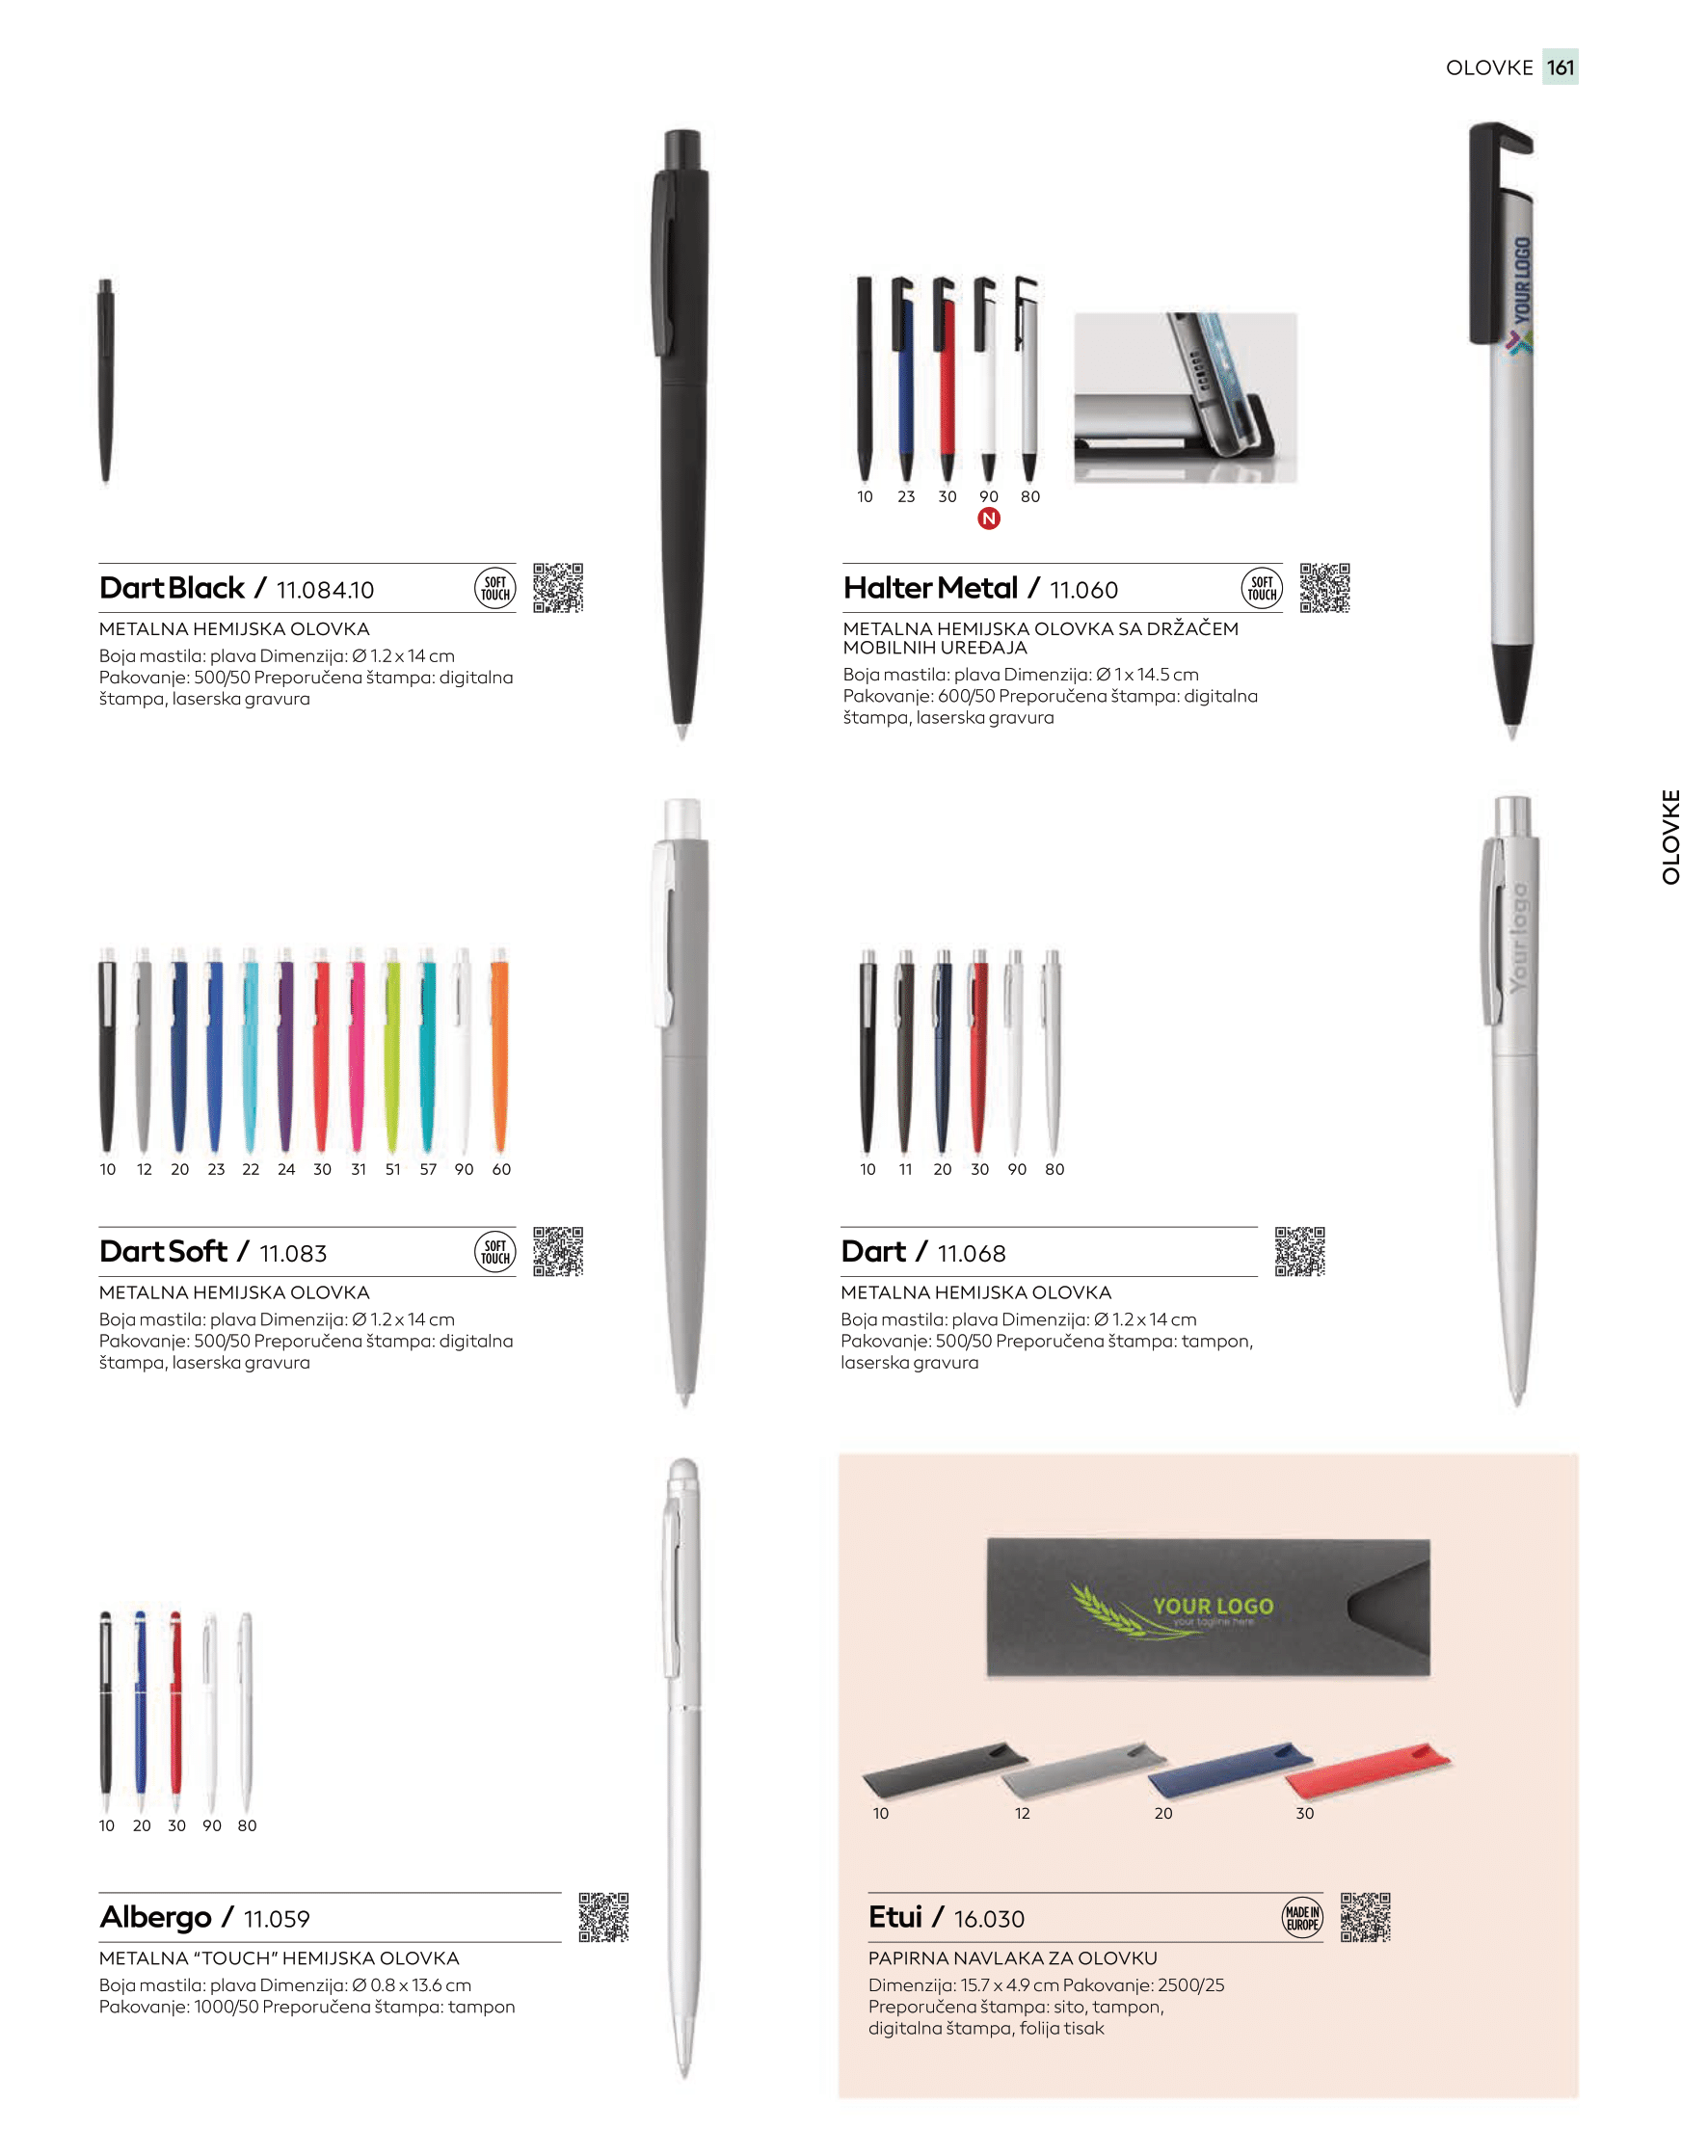 OLOVKE 161
YOUR LOGO
10 23 30 90 80
N
Dart Black / 11.084.10
SOFT
TOUCH
METALNA HEMIJSKA OLOVKA
Boja mastila: plava Dimenzija: Ø 1.2 x 14 cm
Pakovanje: 500/50 Preporučena štampa: digitalna
štampa, laserska gravura
Halter Metal / 11.060
SOFT
TOUCH
METALNA HEMIJSKA OLOVKA SA DRŽAČEM
MOBILNIH UREĐAJA
Boja mastila: plava Dimenzija: Ø 1 x 14.5 cm
Pakovanje: 600/50 Preporučena štampa: digitalna
štampa, laserska gravura
OLOVKE
10 12 20 23 22 24 30 31 51 57 90 60
Dart Soft / 11.083
SOFT
TOUCH
METALNA HEMIJSKA OLOVKA
Boja mastila: plava Dimenzija: Ø 1.2 x 14 cm
Pakovanje: 500/50 Preporučena štampa: digitalna
štampa, laserska gravura
Your logo
10 11 20 30 90 80
Dart / 11.068
METALNA HEMIJSKA OLOVKA
Boja mastila: plava Dimenzija: Ø 1.2 x 14 cm
Pakovanje: 500/50 Preporučena štampa: tampon,
laserska gravura
10 20 30 90 80
Albergo / 11.059
METALNA “TOUCH” HEMIJSKA OLOVKA
Boja mastila: plava Dimenzija: Ø 0.8 x 13.6 cm
Pakovanje: 1000/50 Preporučena štampa: tampon
YOUR LOGO
your tagline here
10 12 20 30
Etui / 16.030
MADE IN
EUROPE
PAPIRNA NAVLAKA ZA OLOVKU
Dimenzija: 15.7 x 4.9 cm Pakovanje: 2500/25
Preporučena štampa: sito, tampon,
digitalna štampa, folija tisak